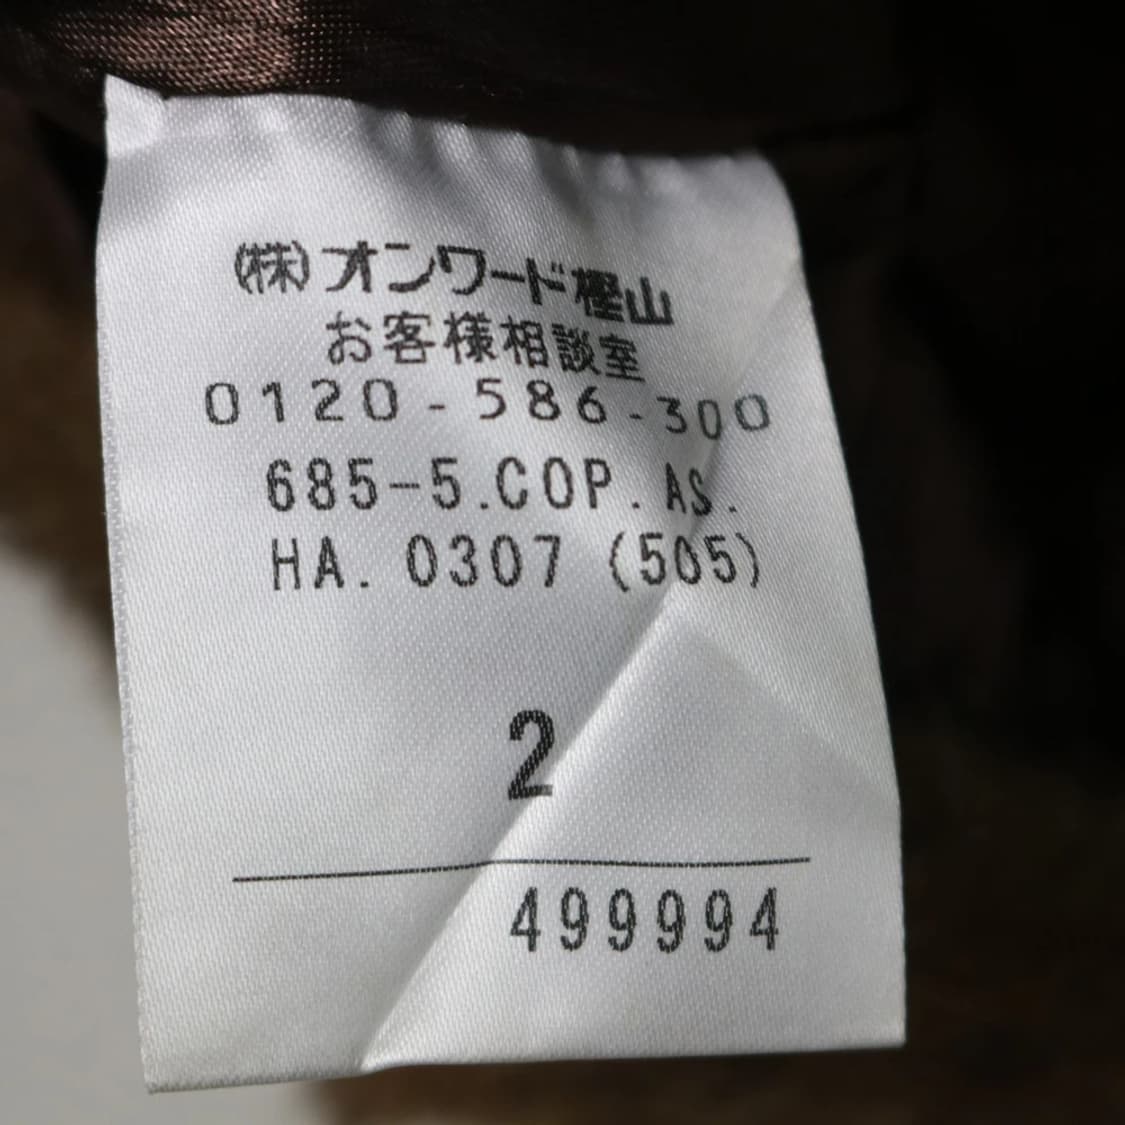 (株)オンワード樫山
お客様相談室
0120-586-300
685-5.COP.AS.
HA.0307(505)
2
499994